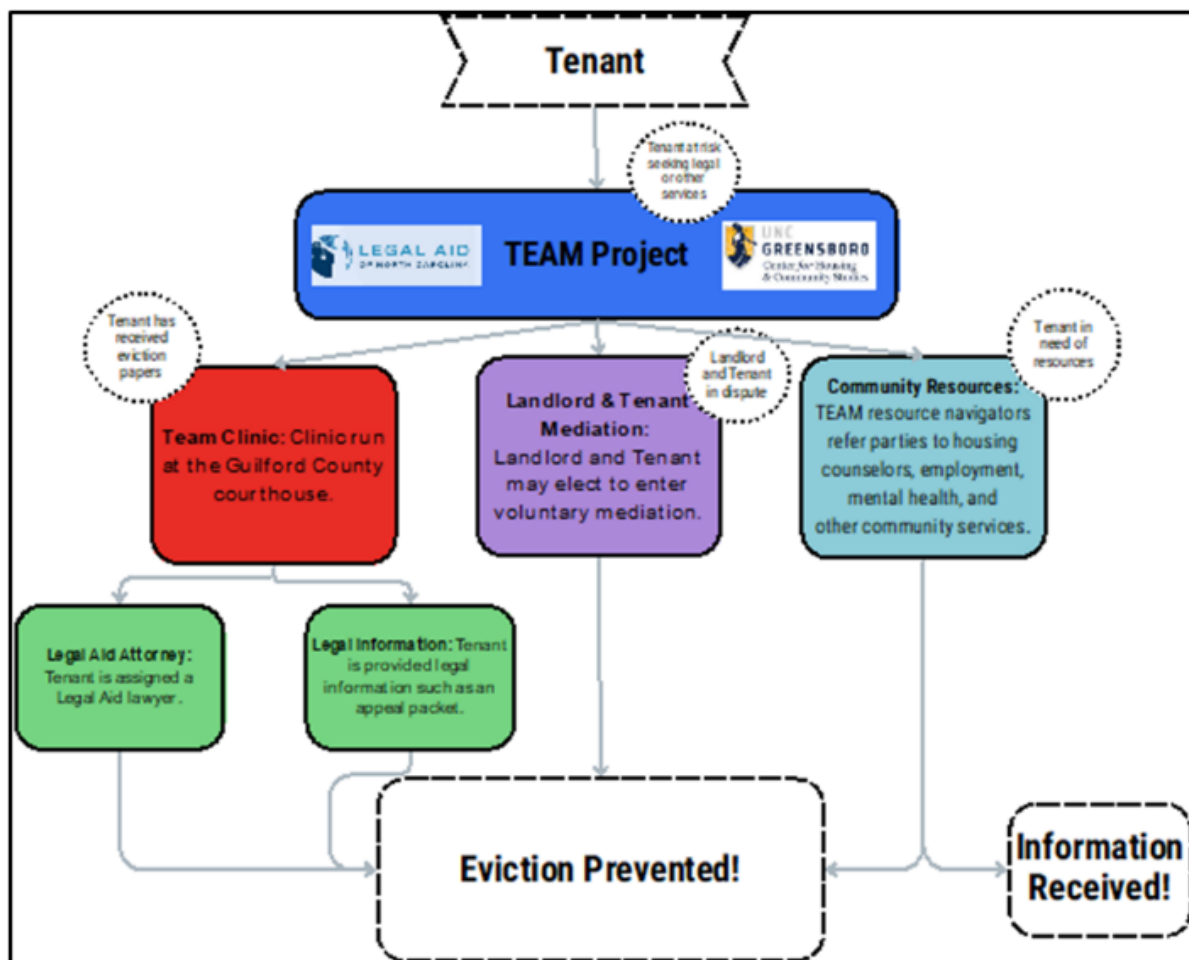 Tenant
Tenant at risk
seeking legal
or other
services
LEGAL AID
OF NORTH CAROLINA
TEAM Project
UNC
GREENSBORO
Center for Housing
& Community Studies
Tenant has
received
eviction
papers
Landlord
and Tenant
in dispute
Tenant in
need of
resources
Team Clinic: Clinic run
at the Guilford County
courthouse.
Landlord & Tenant
Mediation:
Landlord and Tenant
may elect to enter
voluntary mediation.
Community Resources:
TEAM resource navigators
refer parties to housing
counselors, employment,
mental health, and
other community services.
Legal Aid Attorney:
Tenant is assigned a
Legal Aid lawyer.
Legal Information: Tenant
is provided legal
information such as an
appeal packet.
Eviction Prevented!
Information
Received!